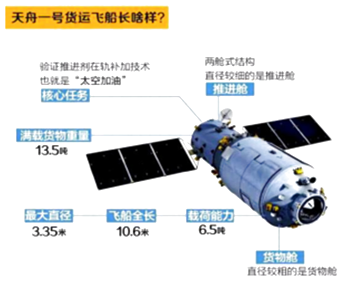 天舟一号货运飞船长啥样?
验证推进剂在轨补加技术
也就是“太空加油”
核心任务
两舱式结构
直径较细的是推进舱
推进舱
满载货物重量
13.5吨
最大直径
3.35米
飞船全长
10.6米
载荷能力
6.5吨
货物舱
直径较粗的是货物舱